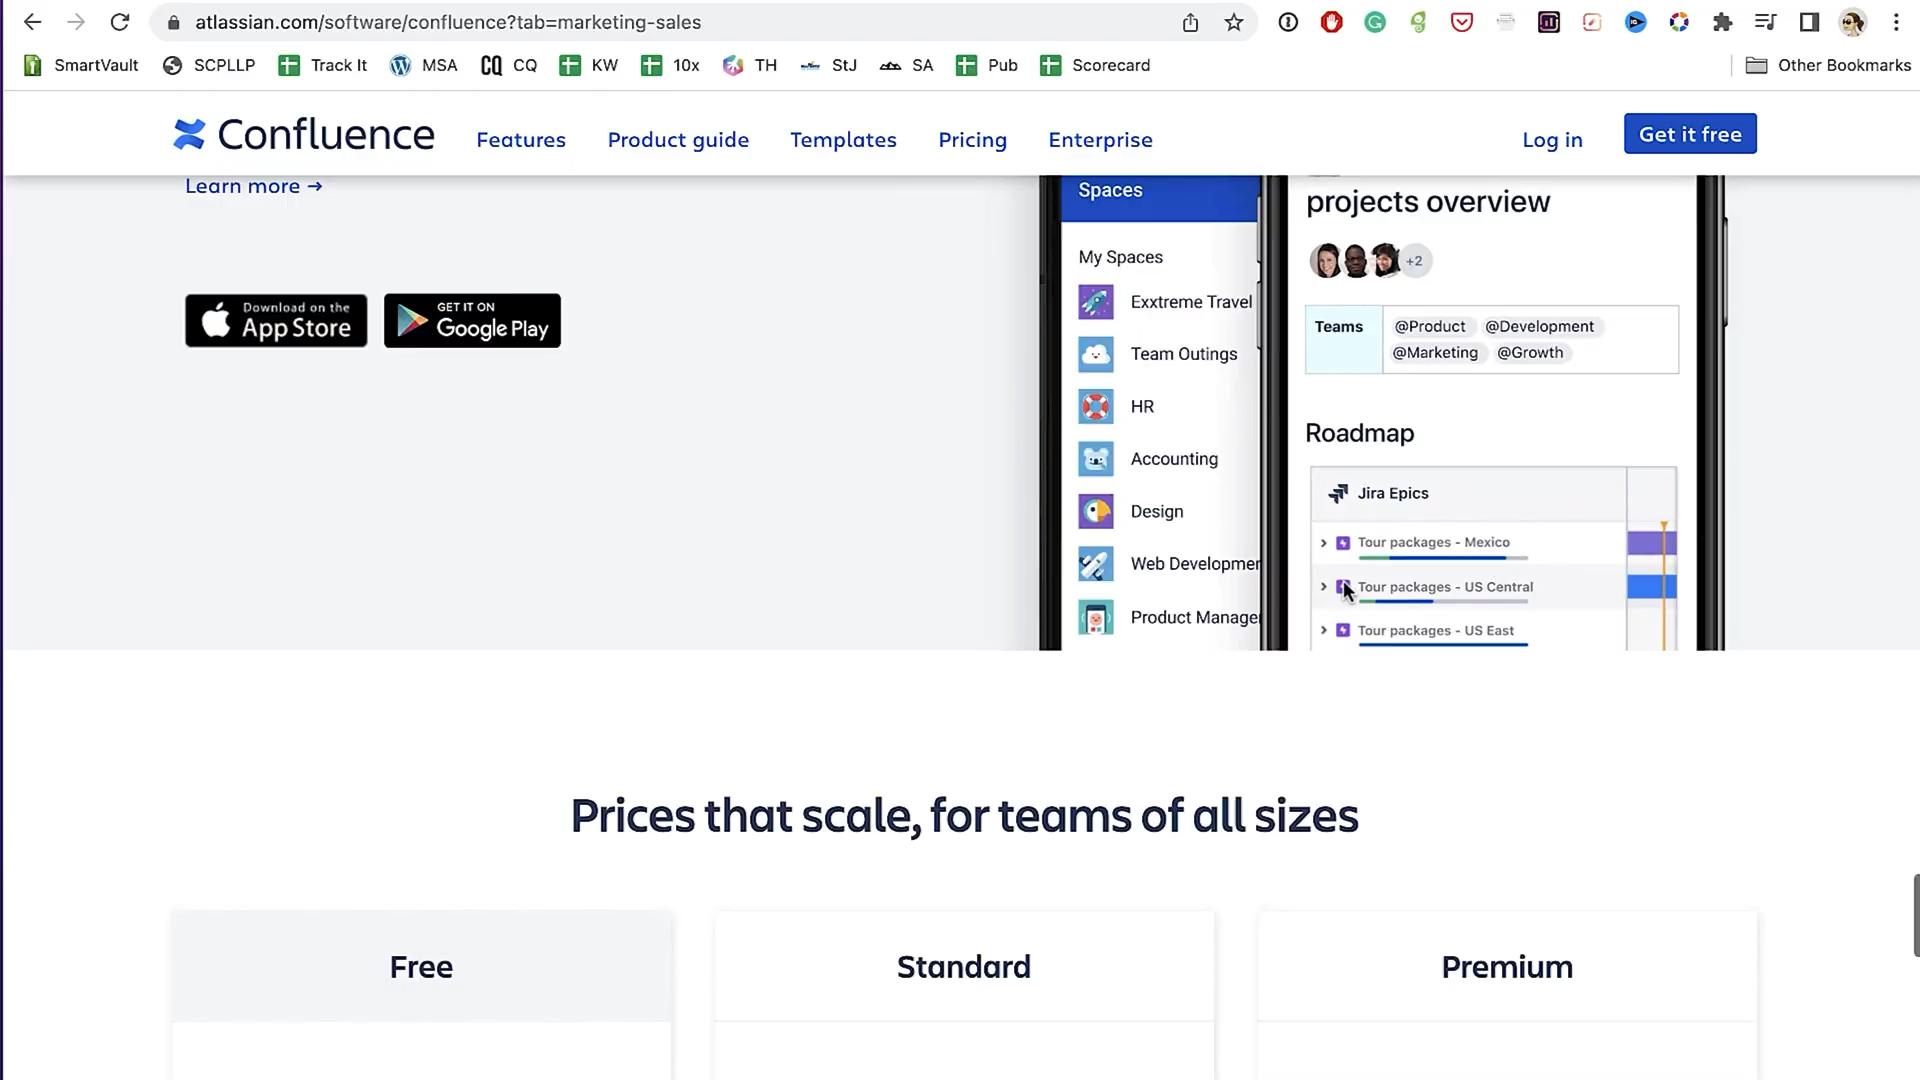 atlassian.com/software/confluence?tab=marketing-sales
SmartVault SCPLLP Track It MSA CQ CQ KW 10x TH StJ SA Pub Scorecard Other Bookmarks
Confluence Features Product guide Templates Pricing Enterprise Log in Get it free
Learn more →
Download on the
App Store
GET IT ON
Google Play
Spaces
My Spaces
Exxtreme Travel
Team Outings
HR
Accounting
Design
Web Developmer
Product Manager
projects overview
+2
Teams @Product @Development
@Marketing @Growth
Roadmap
Jira Epics
Tour packages - Mexico
Tour packages - US Central
Tour packages - US East
Prices that scale, for teams of all sizes
Free Standard Premium